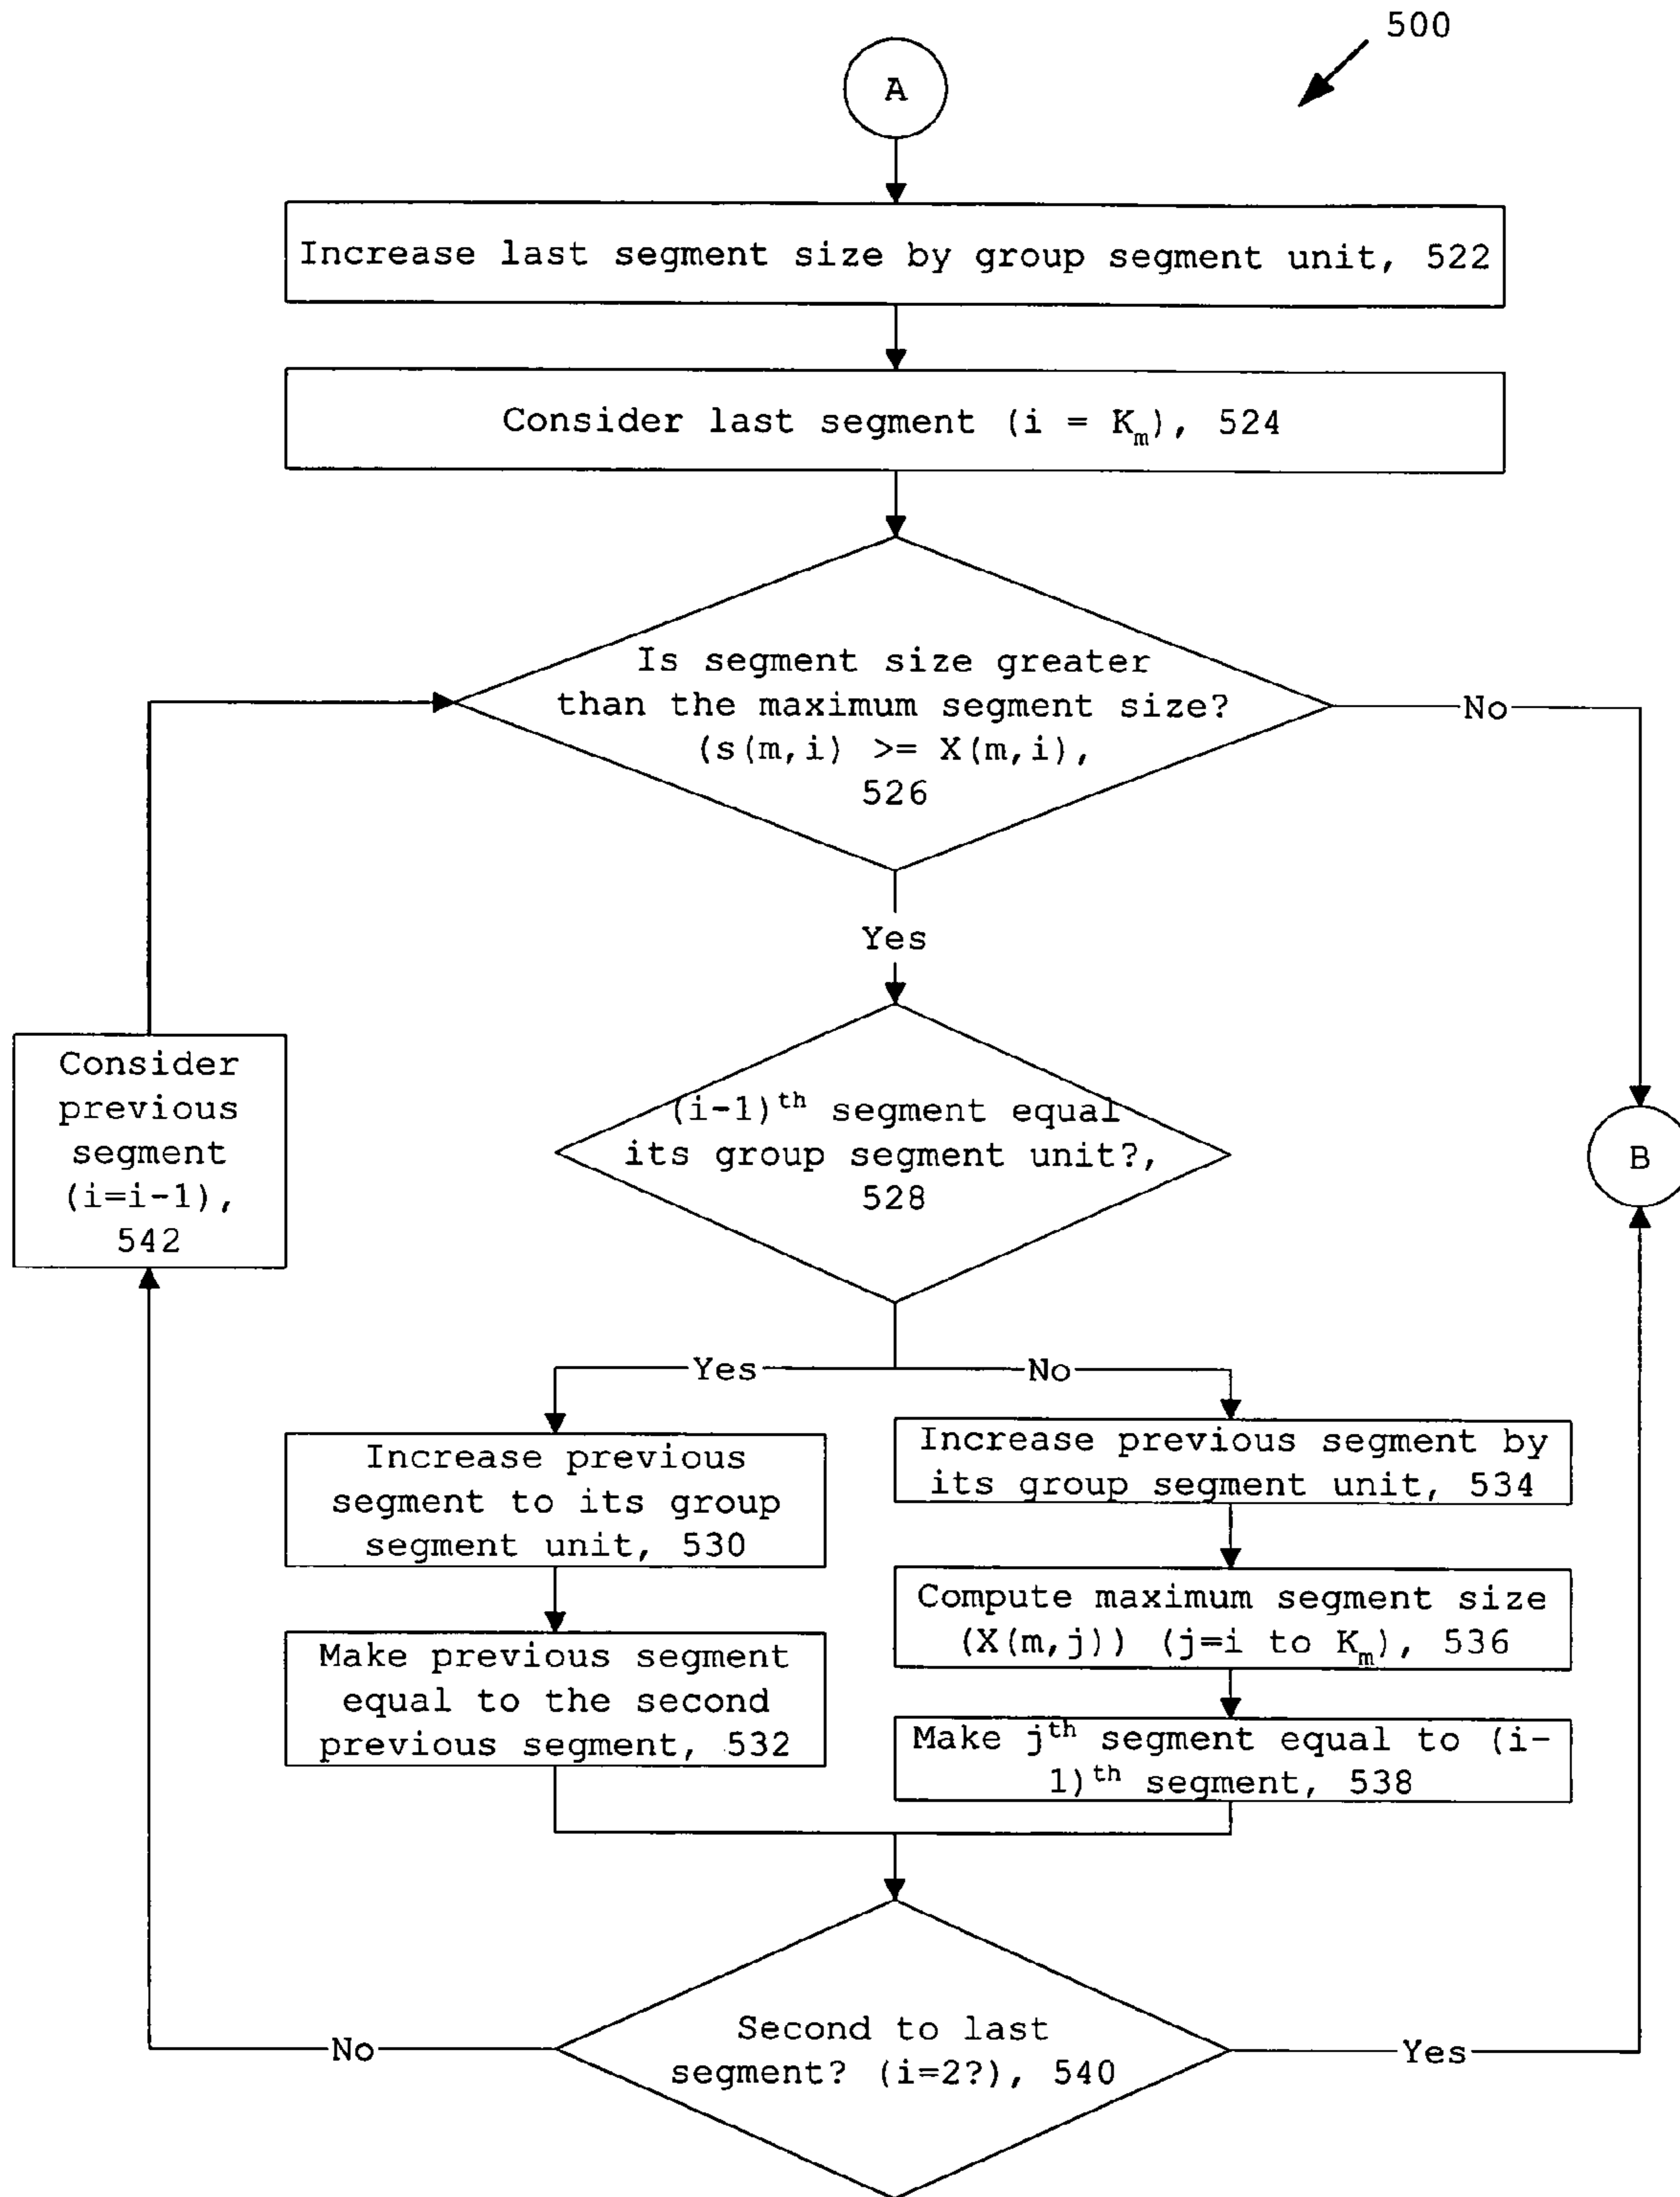 500
A
Increase last segment size by group segment unit, 522
Consider last segment (i = Kₘ), 524
Is segment size greater
than the maximum segment size?
(s(m,i) >= X(m,i),
526
No
Yes
Consider
previous
segment
(i=i-1),
542
(i-1)ᵗʰ segment equal
its group segment unit?,
528
B
Yes
No
Increase previous
segment to its group
segment unit, 530
Increase previous segment by
its group segment unit, 534
Make previous segment
equal to the second
previous segment, 532
Compute maximum segment size
(X(m,j)) (j=i to Kₘ), 536
Make jᵗʰ segment equal to (i-
1)ᵗʰ segment, 538
Second to last
segment? (i=2?), 540
No
Yes